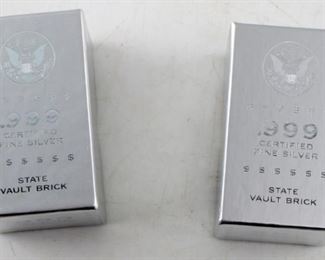 .999
CERTIFIED
FINE SILVER
$ $ $ $ $ $
STATE
VAULT BRICK
.999
CERTIFIED
FINE SILVER
$ $ $ $ $ $
STATE
VAULT BRICK